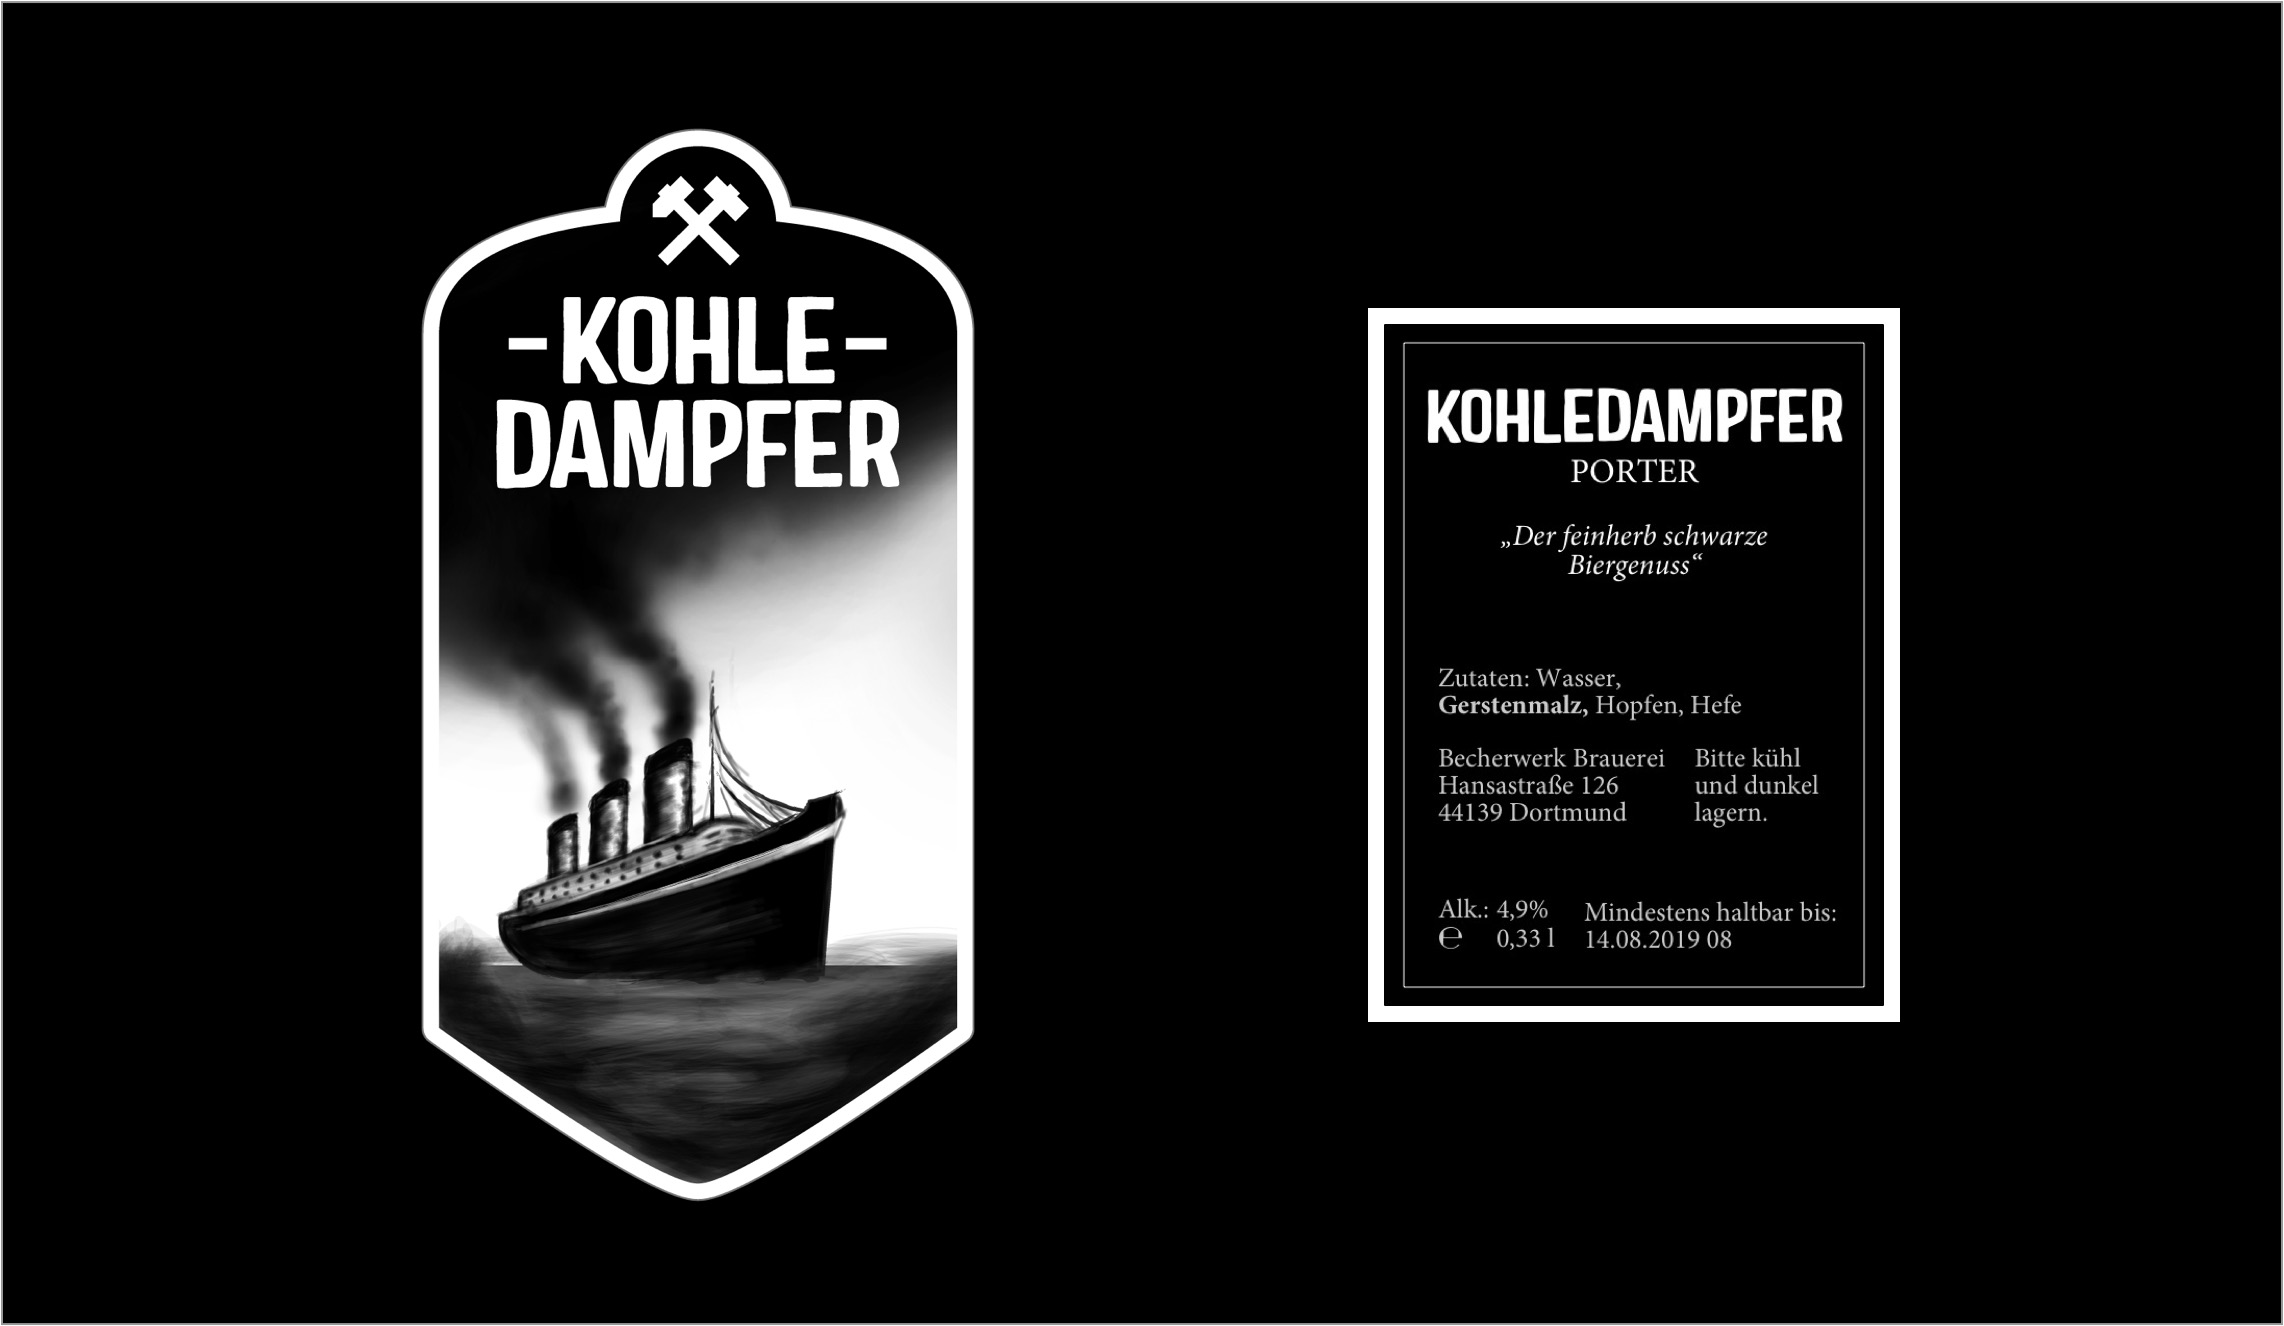 -KOHLE-
DAMPFER
KOHLEDAMPFER
PORTER
„Der feinherb schwarze
Biergenuss“
Zutaten: Wasser,
Gerstenmalz, Hopfen, Hefe
Becherwerk Brauerei
Hansastraße 126
44139 Dortmund
Bitte kühl
und dunkel
lagern.
Alk.: 4,9%
℮ 0,33 l
Mindestens haltbar bis:
14.08.2019 08